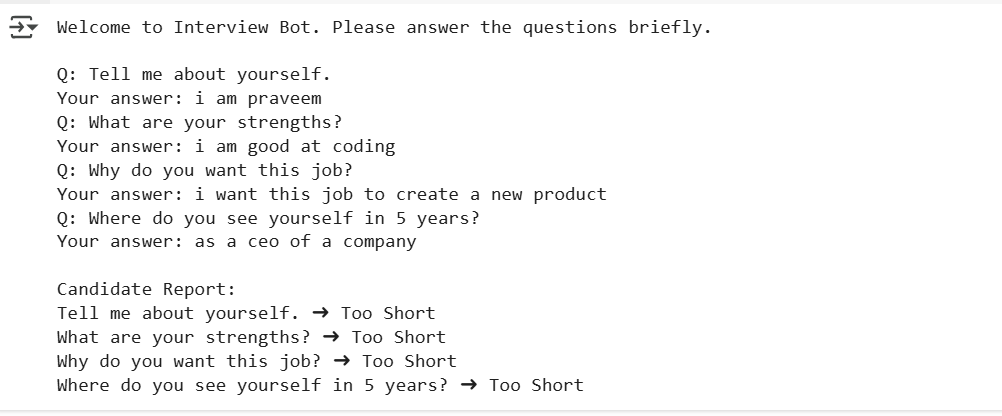 Welcome to Interview Bot. Please answer the questions briefly.
Q: Tell me about yourself.
Your answer: i am praveem
Q: What are your strengths?
Your answer: i am good at coding
Q: Why do you want this job?
Your answer: i want this job to create a new product
Q: Where do you see yourself in 5 years?
Your answer: as a ceo of a company
Candidate Report:
Tell me about yourself. → Too Short
What are your strengths? → Too Short
Why do you want this job? → Too Short
Where do you see yourself in 5 years? → Too Short